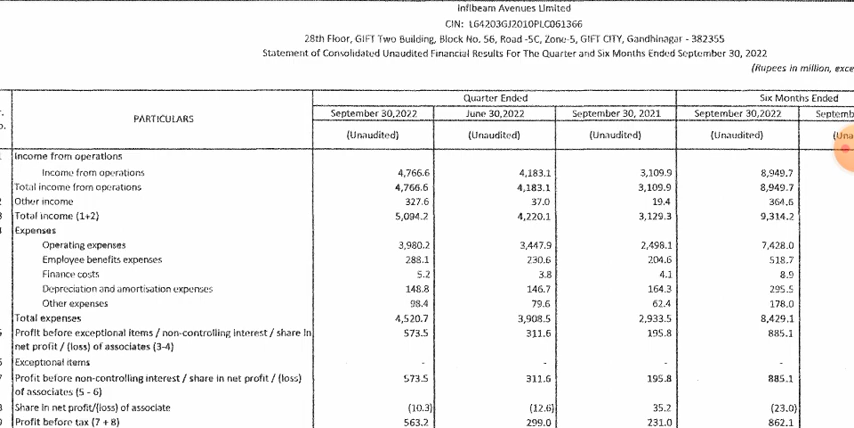 Infibeam Avenues Limited
CIN: L64203GJ2010PLC061366
28th Floor, GIFT Two Building, Block No. 56, Road -5C, Zone-5, GIFT CITY, Gandhinagar - 382355
Statement of Consolidated Unaudited Financial Results For The Quarter and Six Months Ended September 30, 2022
(Rupees in million, exce
Quarter Ended Six Months Ended
PARTICULARS September 30,2022 June 30,2022 September 30, 2021 September 30, 2022 Septemb
(Unaudited) (Unaudited) (Unaudited) (Unaudited) (Una
Income from operations
Income from operations 4,766.6 4,183.1 3,109.9 8,949.7
Total income from operations 4,766.6 4,183.1 3,109.9 8,949.7
Other income 327.6 37.0 19.4 364.6
Total income (1+2) 5,094.2 4,220.1 3,129.3 9,314.2
Expenses
Operating expenses 3,980.2 3,447.9 2,498.1 7,428.0
Employee benefits expenses 288.1 230.6 204.6 518.7
Finance costs 5.2 3.8 4.1 8.9
Depreciation and amortisation expenses 148.8 146.7 164.3 295.5
Other expenses 98.4 79.6 62.4 178.0
Total expenses 4,520.7 3,908.5 2,933.5 8,429.1
Profit before exceptional items / non-controlling interest / share in 573.5 311.6 195.8 885.1
net profit / (loss) of associates (3-4)
Exceptional items - - - -
Profit before non-controlling interest / share in net profit / (loss) 573.5 311.6 195.8 885.1
of associates (5 - 6)
Share in net profit/(loss) of associate (10.3) (12.6) 35.2 (23.0)
Profit before tax (7 + 8) 563.2 299.0 231.0 862.1